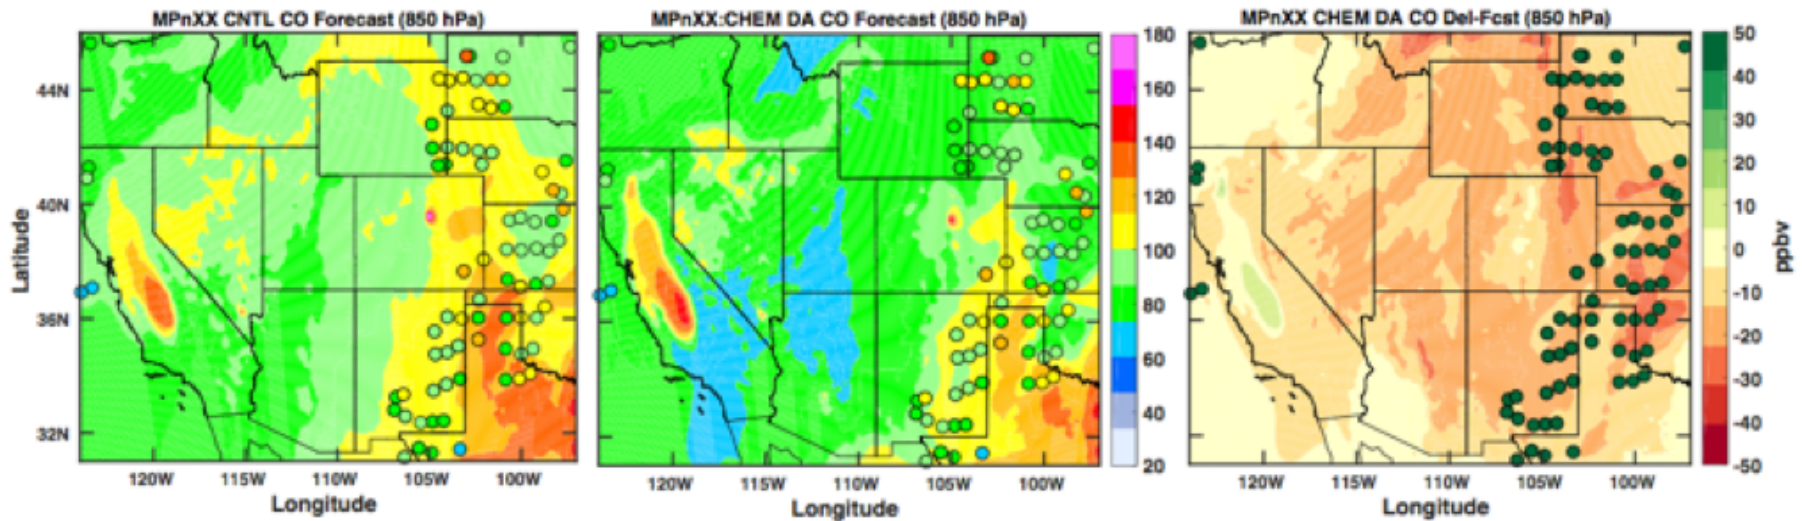 MPnXX CNTL CO Forecast (850 hPa)
MPnXX:CHEM DA CO Forecast (850 hPa)
MPnXX CHEM DA CO Del-Fcst (850 hPa)
Latitude
44N
40N
36N
32N
120W 115W 110W 105W 100W
Longitude
120W 115W 110W 105W 100W
Longitude
180
160
140
120
100
80
60
40
20
120W 115W 110W 105W 100W
Longitude
50
40
30
20
10
0
-10
-20
-30
-40
-50
ppbv